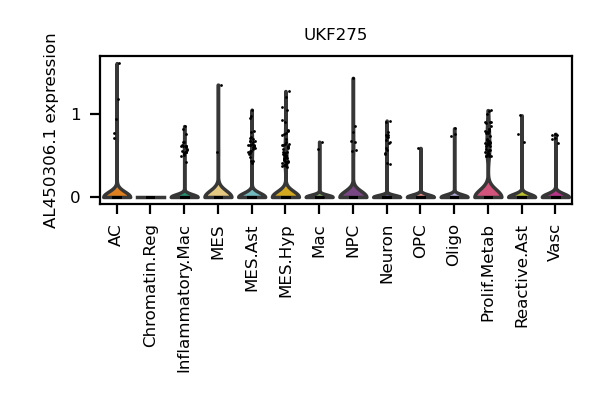 UKF275
AL450306.1 expression
1
0
AC
Chromatin.Reg
Inflammatory.Mac
MES
MES.Ast
MES.Hyp
Mac
NPC
Neuron
OPC
Oligo
Prolif.Metab
Reactive.Ast
Vasc